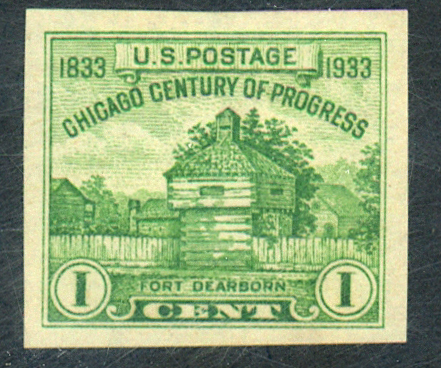 U.S. POSTAGE
1833 1933
CHICAGO CENTURY OF PROGRESS
FORT DEARBORN
1 CENT 1